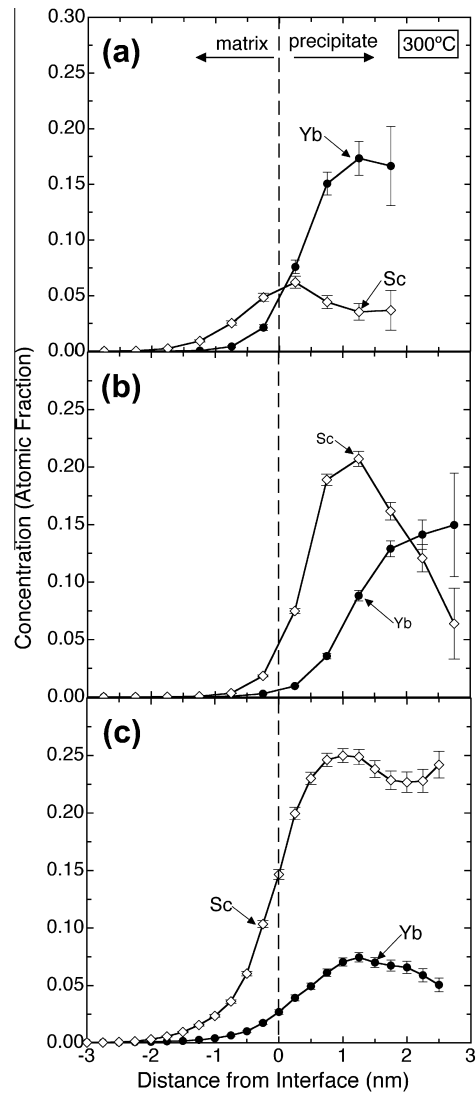 0.30
(a)
matrix
precipitate
300°C
0.25
Yb
0.20
0.15
0.10
Sc
0.05
0.00
(b)
0.25
Sc
0.20
0.15
0.10
Yb
0.05
0.00
(c)
0.25
0.20
0.15
Sc
0.10
Yb
0.05
0.00
-3
-2
-1
0
1
2
3
Distance from Interface (nm)
Concentration (Atomic Fraction)